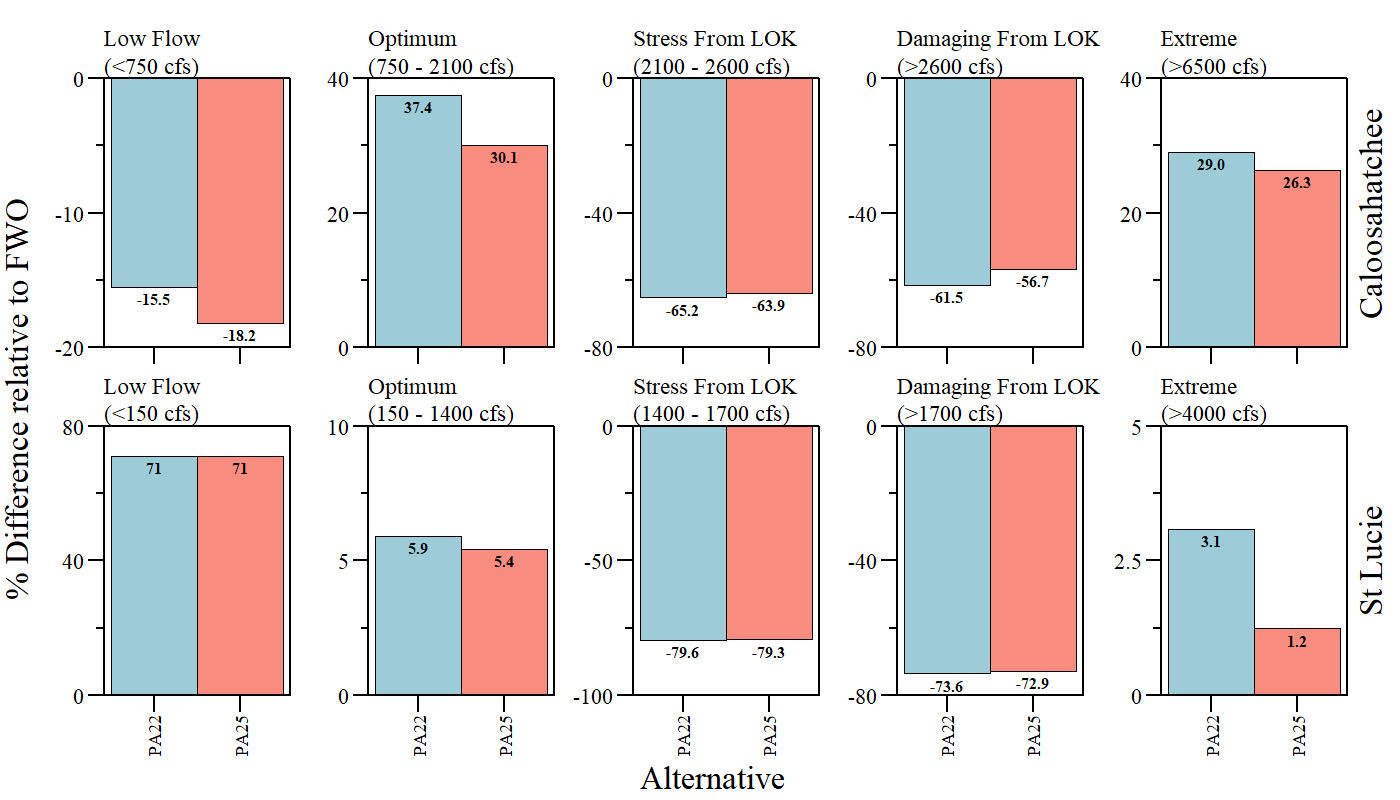 Low Flow
(<750 cfs)
0
-10
-20
-15.5
-18.2
Optimum
(750 - 2100 cfs)
40
20
0
37.4
30.1
Stress From LOK
(2100 - 2600 cfs)
0
-40
-80
-65.2
-63.9
Damaging From LOK
(>2600 cfs)
0
-40
-80
-61.5
-56.7
Extreme
(>6500 cfs)
40
20
0
29.0
26.3
Caloosahatchee
% Difference relative to FWO
Low Flow
(<150 cfs)
80
40
0
71
71
PA22
PA25
Optimum
(150 - 1400 cfs)
10
5
0
5.9
5.4
PA22
PA25
Stress From LOK
(1400 - 1700 cfs)
0
-50
-100
-79.6
-79.3
PA22
PA25
Damaging From LOK
(>1700 cfs)
0
-40
-80
-73.6
-72.9
PA22
PA25
Extreme
(>4000 cfs)
5
2.5
0
3.1
1.2
PA22
PA25
St Lucie
Alternative